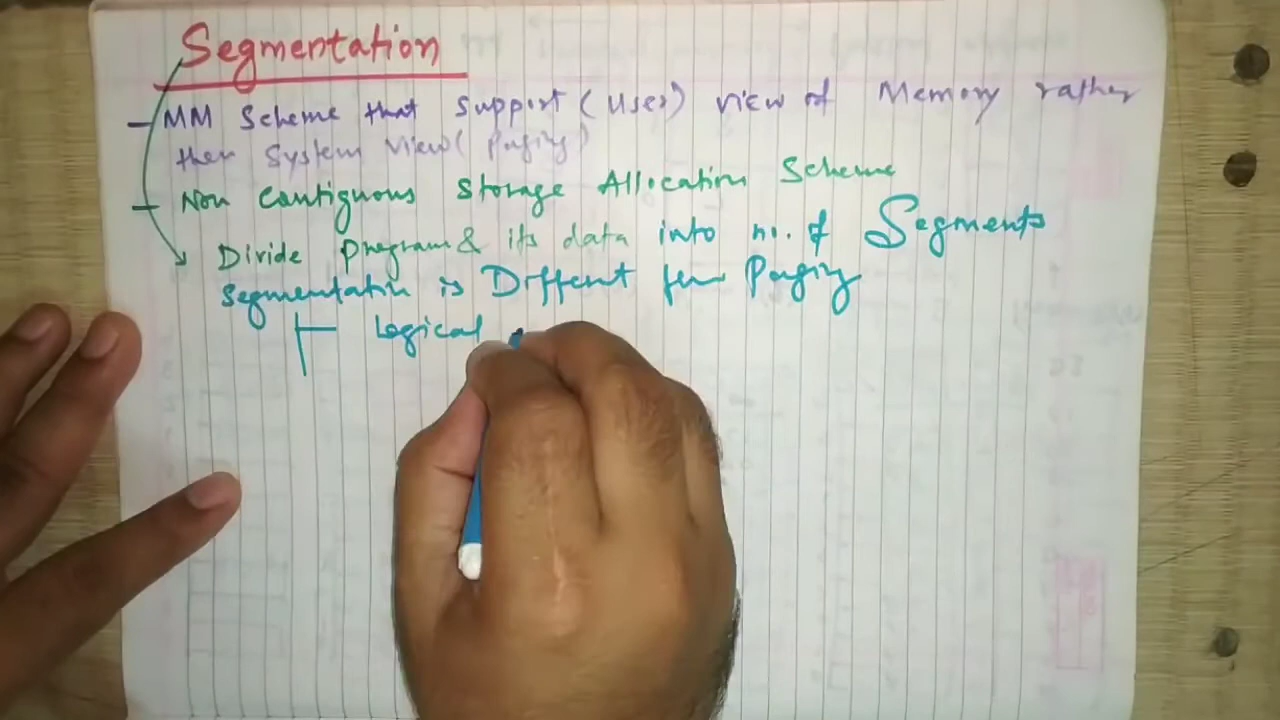 Segmentation
- MM Scheme that support (User) view of Memory rather
then System View (Paging)
- Non Contiguous Storage Allocation Scheme
Divide program & its data into no. of Segments
Segmentation is Different from Paging
Logical